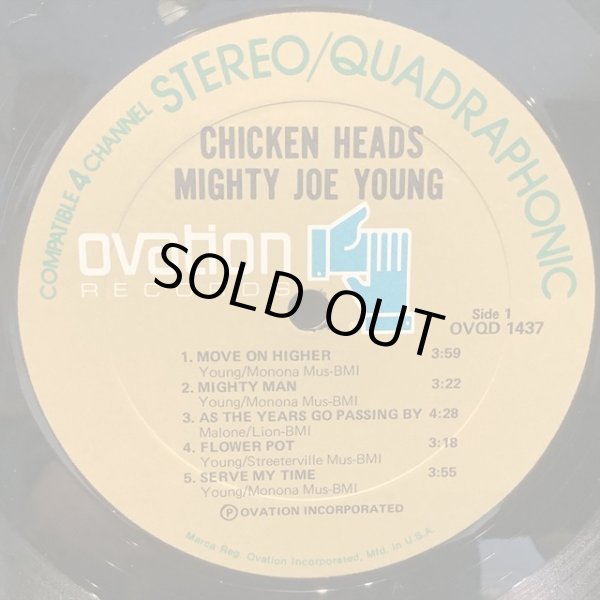 COMPATIBLE 4 CHANNEL STEREO/QUADRAPHONIC
CHICKEN HEADS
MIGHTY JOE YOUNG
ovation
RECORDS
SOLD OUT
Side 1
OVQD 1437
1. MOVE ON HIGHER 3:59
Young/Monona Mus-BMI
2. MIGHTY MAN 3:22
Young/Monona Mus-BMI
3. AS THE YEARS GO PASSING BY 4:28
Malone/Lion-BMI
4. FLOWER POT 3:18
Young/Streeterville Mus-BMI
5. SERVE MY TIME 3:55
Young/Monona Mus-BMI
Ⓟ OVATION INCORPORATED
Marca Reg. Ovation Incorporated, Mfd. in U.S.A.